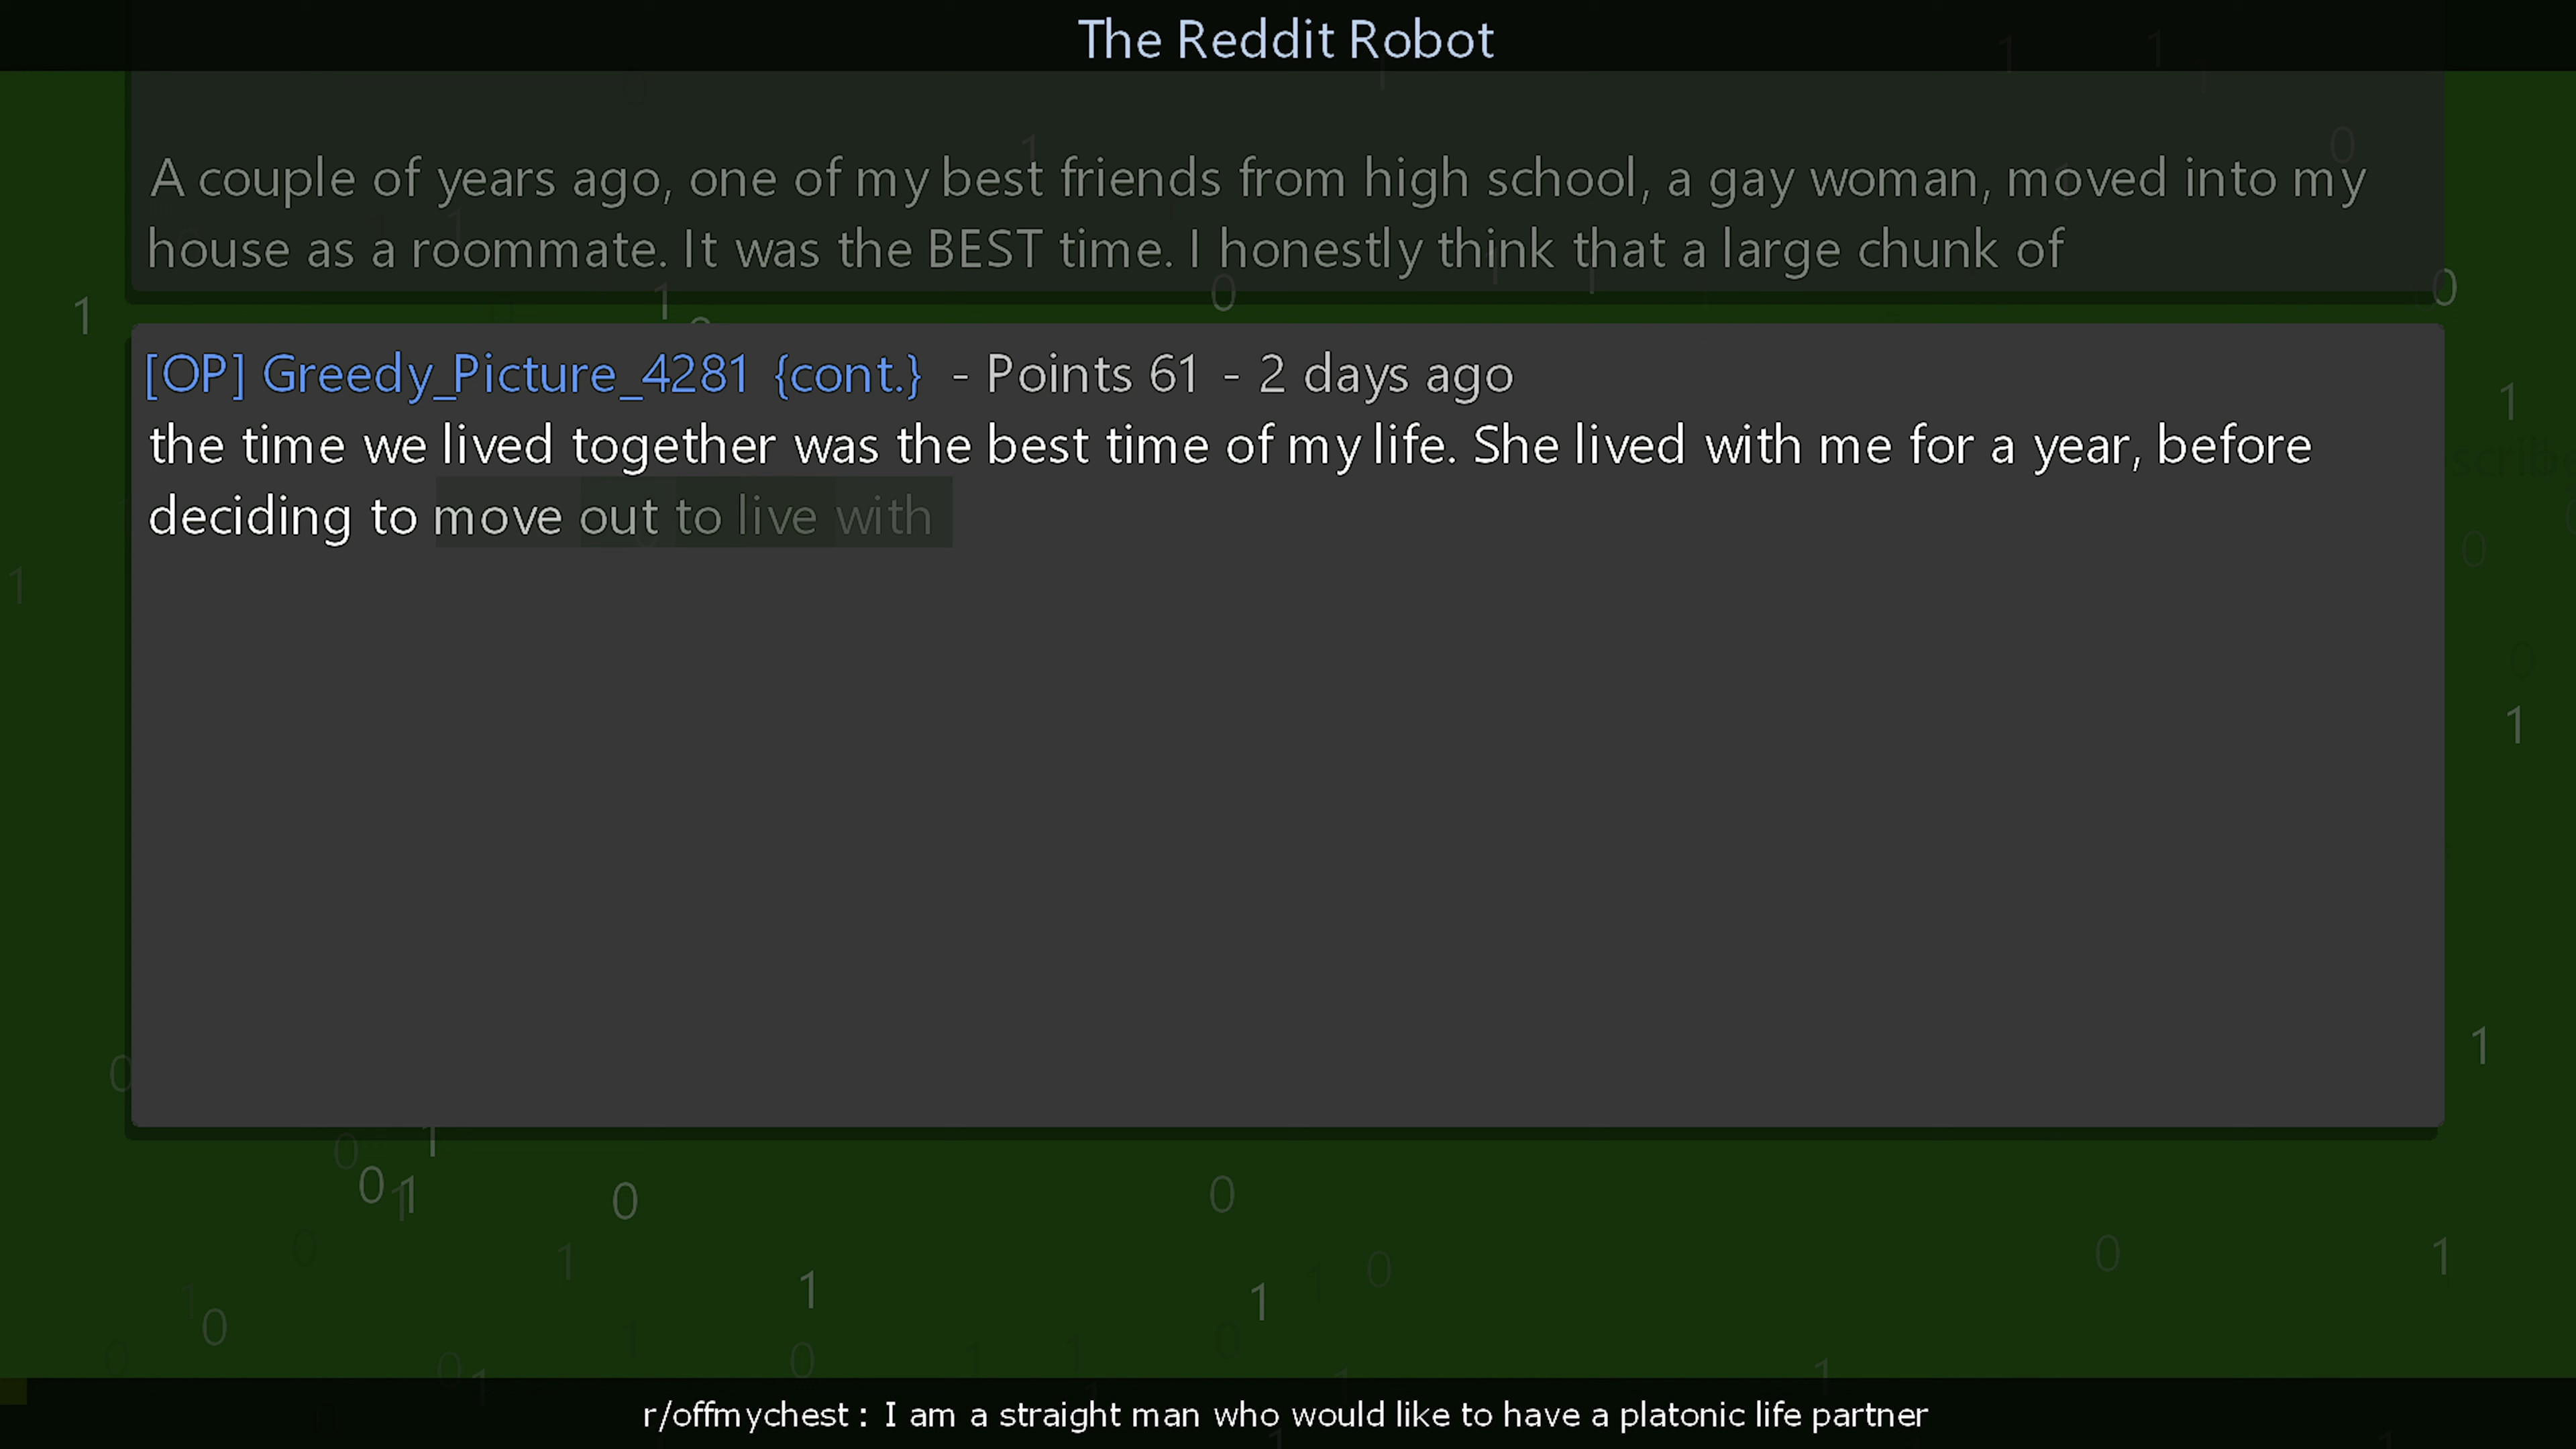 The Reddit Robot
A couple of years ago, one of my best friends from high school, a gay woman, moved into my
house as a roommate. It was the BEST time. I honestly think that a large chunk of
[OP] Greedy_Picture_4281 {cont.} - Points 61 - 2 days ago
the time we lived together was the best time of my life. She lived with me for a year, before
deciding to move out to live with
r/offmychest : I am a straight man who would like to have a platonic life partner